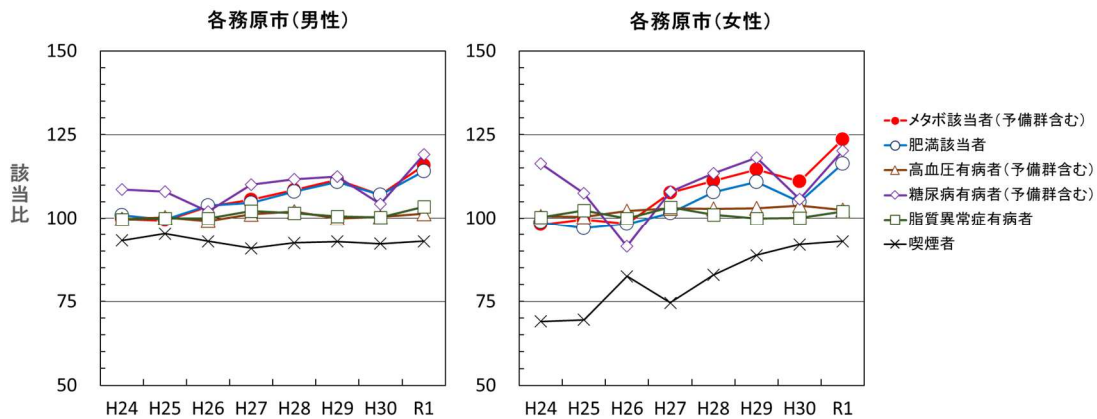 各務原市(男性)
各務原市(女性)
該当比
150
125
100
75
50
H24 H25 H26 H27 H28 H29 H30 R1
150
125
100
75
50
H24 H25 H26 H27 H28 H29 H30 R1
メタボ該当者(予備群含む)
肥満該当者
高血圧有病者(予備群含む)
糖尿病有病者(予備群含む)
脂質異常症有病者
喫煙者